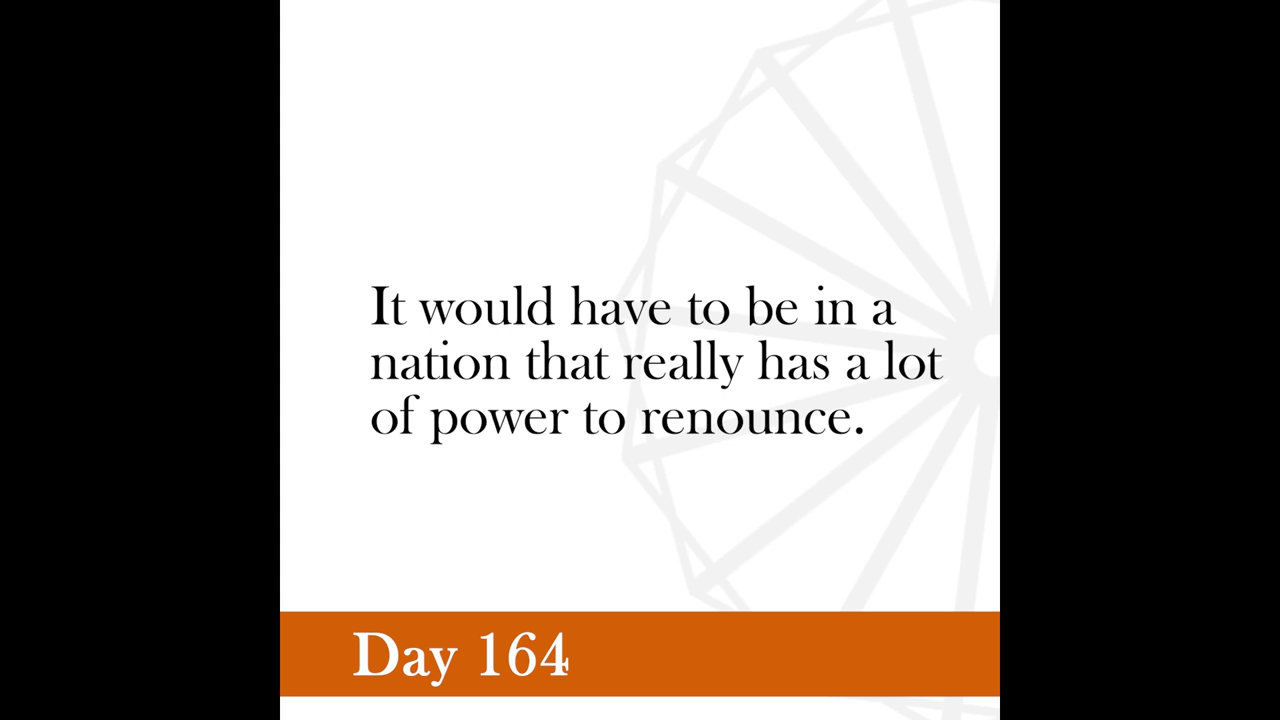 It would have to be in a
nation that really has a lot
of power to renounce.
Day 164